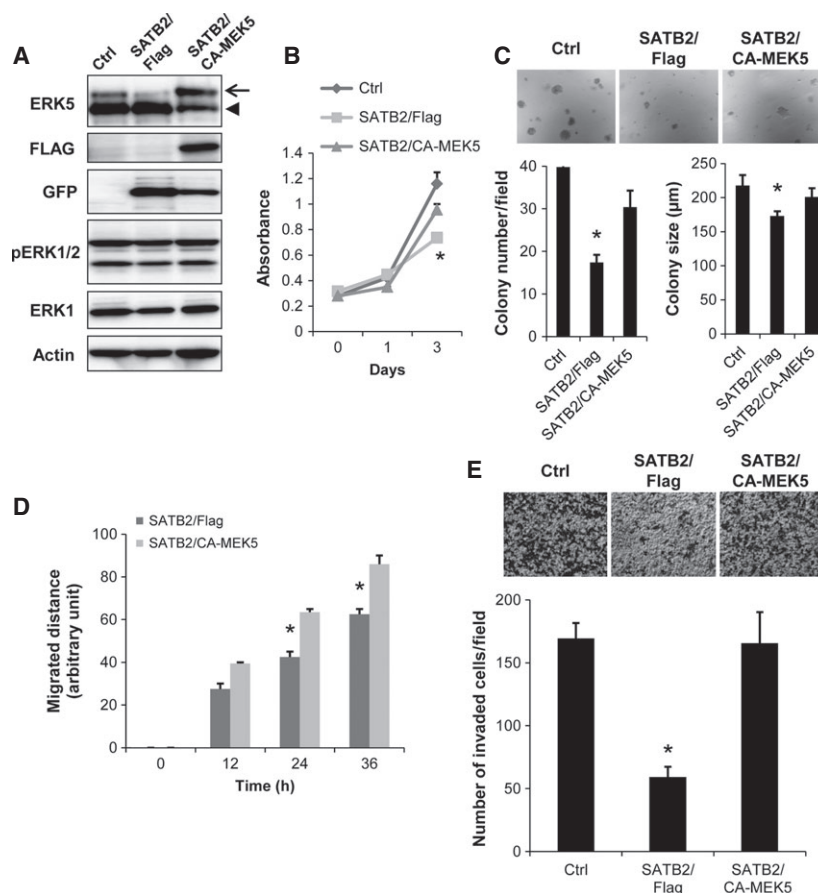 A
Ctrl
SATB2/
Flag
SATB2/
CA-MEK5
ERK5
FLAG
GFP
pERK1/2
ERK1
Actin
B
Ctrl
SATB2/Flag
SATB2/CA-MEK5
1.4
1.2
1
0.8
0.6
0.4
0.2
0
Absorbance
*
0 1 3
Days
C
Ctrl
SATB2/
Flag
SATB2/
CA-MEK5
Colony number/field
40
30
20
10
0
*
Ctrl
SATB2/Flag
SATB2/CA-MEK5
Colony size (µm)
250
200
150
100
50
0
*
Ctrl
SATB2/Flag
SATB2/CA-MEK5
D
SATB2/Flag
SATB2/CA-MEK5
Migrated distance
(arbitrary unit)
100
80
60
40
20
0
*
*
0 12 24 36
Time (h)
E
Ctrl
SATB2/
Flag
SATB2/
CA-MEK5
Number of invaded cells/field
200
150
100
50
0
*
Ctrl
SATB2/
Flag
SATB2/
CA-MEK5